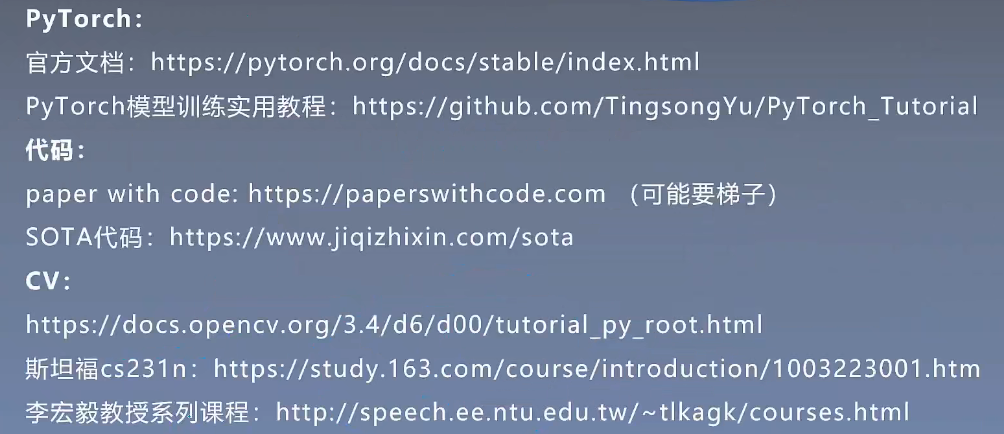 PyTorch：
官方文档：https://pytorch.org/docs/stable/index.html
PyTorch模型训练实用教程：https://github.com/TingsongYu/PyTorch_Tutorial
代码：
paper with code: https://paperswithcode.com （可能要梯子）
SOTA代码：https://www.jiqizhixin.com/sota
CV：
https://docs.opencv.org/3.4/d6/d00/tutorial_py_root.html
斯坦福cs231n：https://study.163.com/course/introduction/1003223001.htm
李宏毅教授系列课程：http://speech.ee.ntu.edu.tw/~tlkagk/courses.html